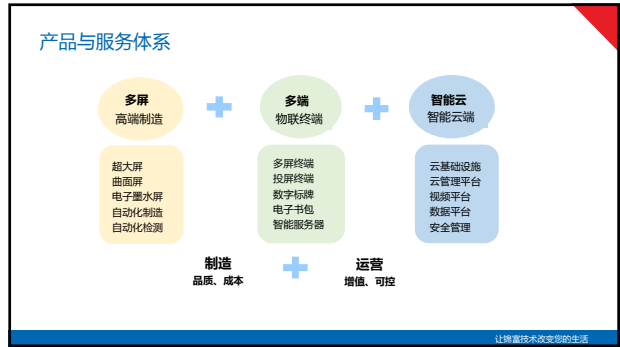 产品与服务体系
多屏
高端制造
多端
物联终端
智能云
智能云端
超大屏
曲面屏
电子墨水屏
自动化制造
自动化检测
多屏终端
投屏终端
数字标牌
电子书包
智能服务器
云基础设施
云管理平台
视频平台
数据平台
安全管理
制造
品质、成本
运营
增值、可控
让锦富技术改变您的生活